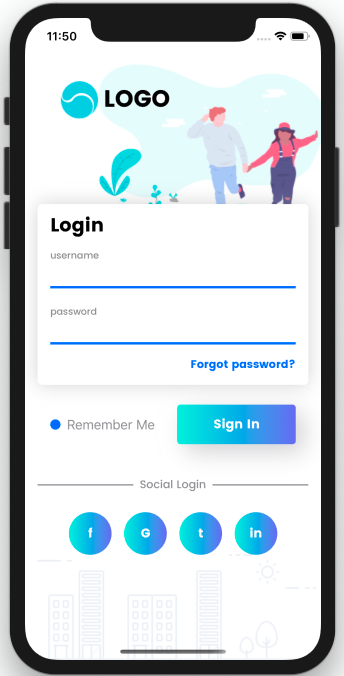 11:50
LOGO
Login
username
password
Forgot password?
Remember Me
Sign In
Social Login
f
G
t
in